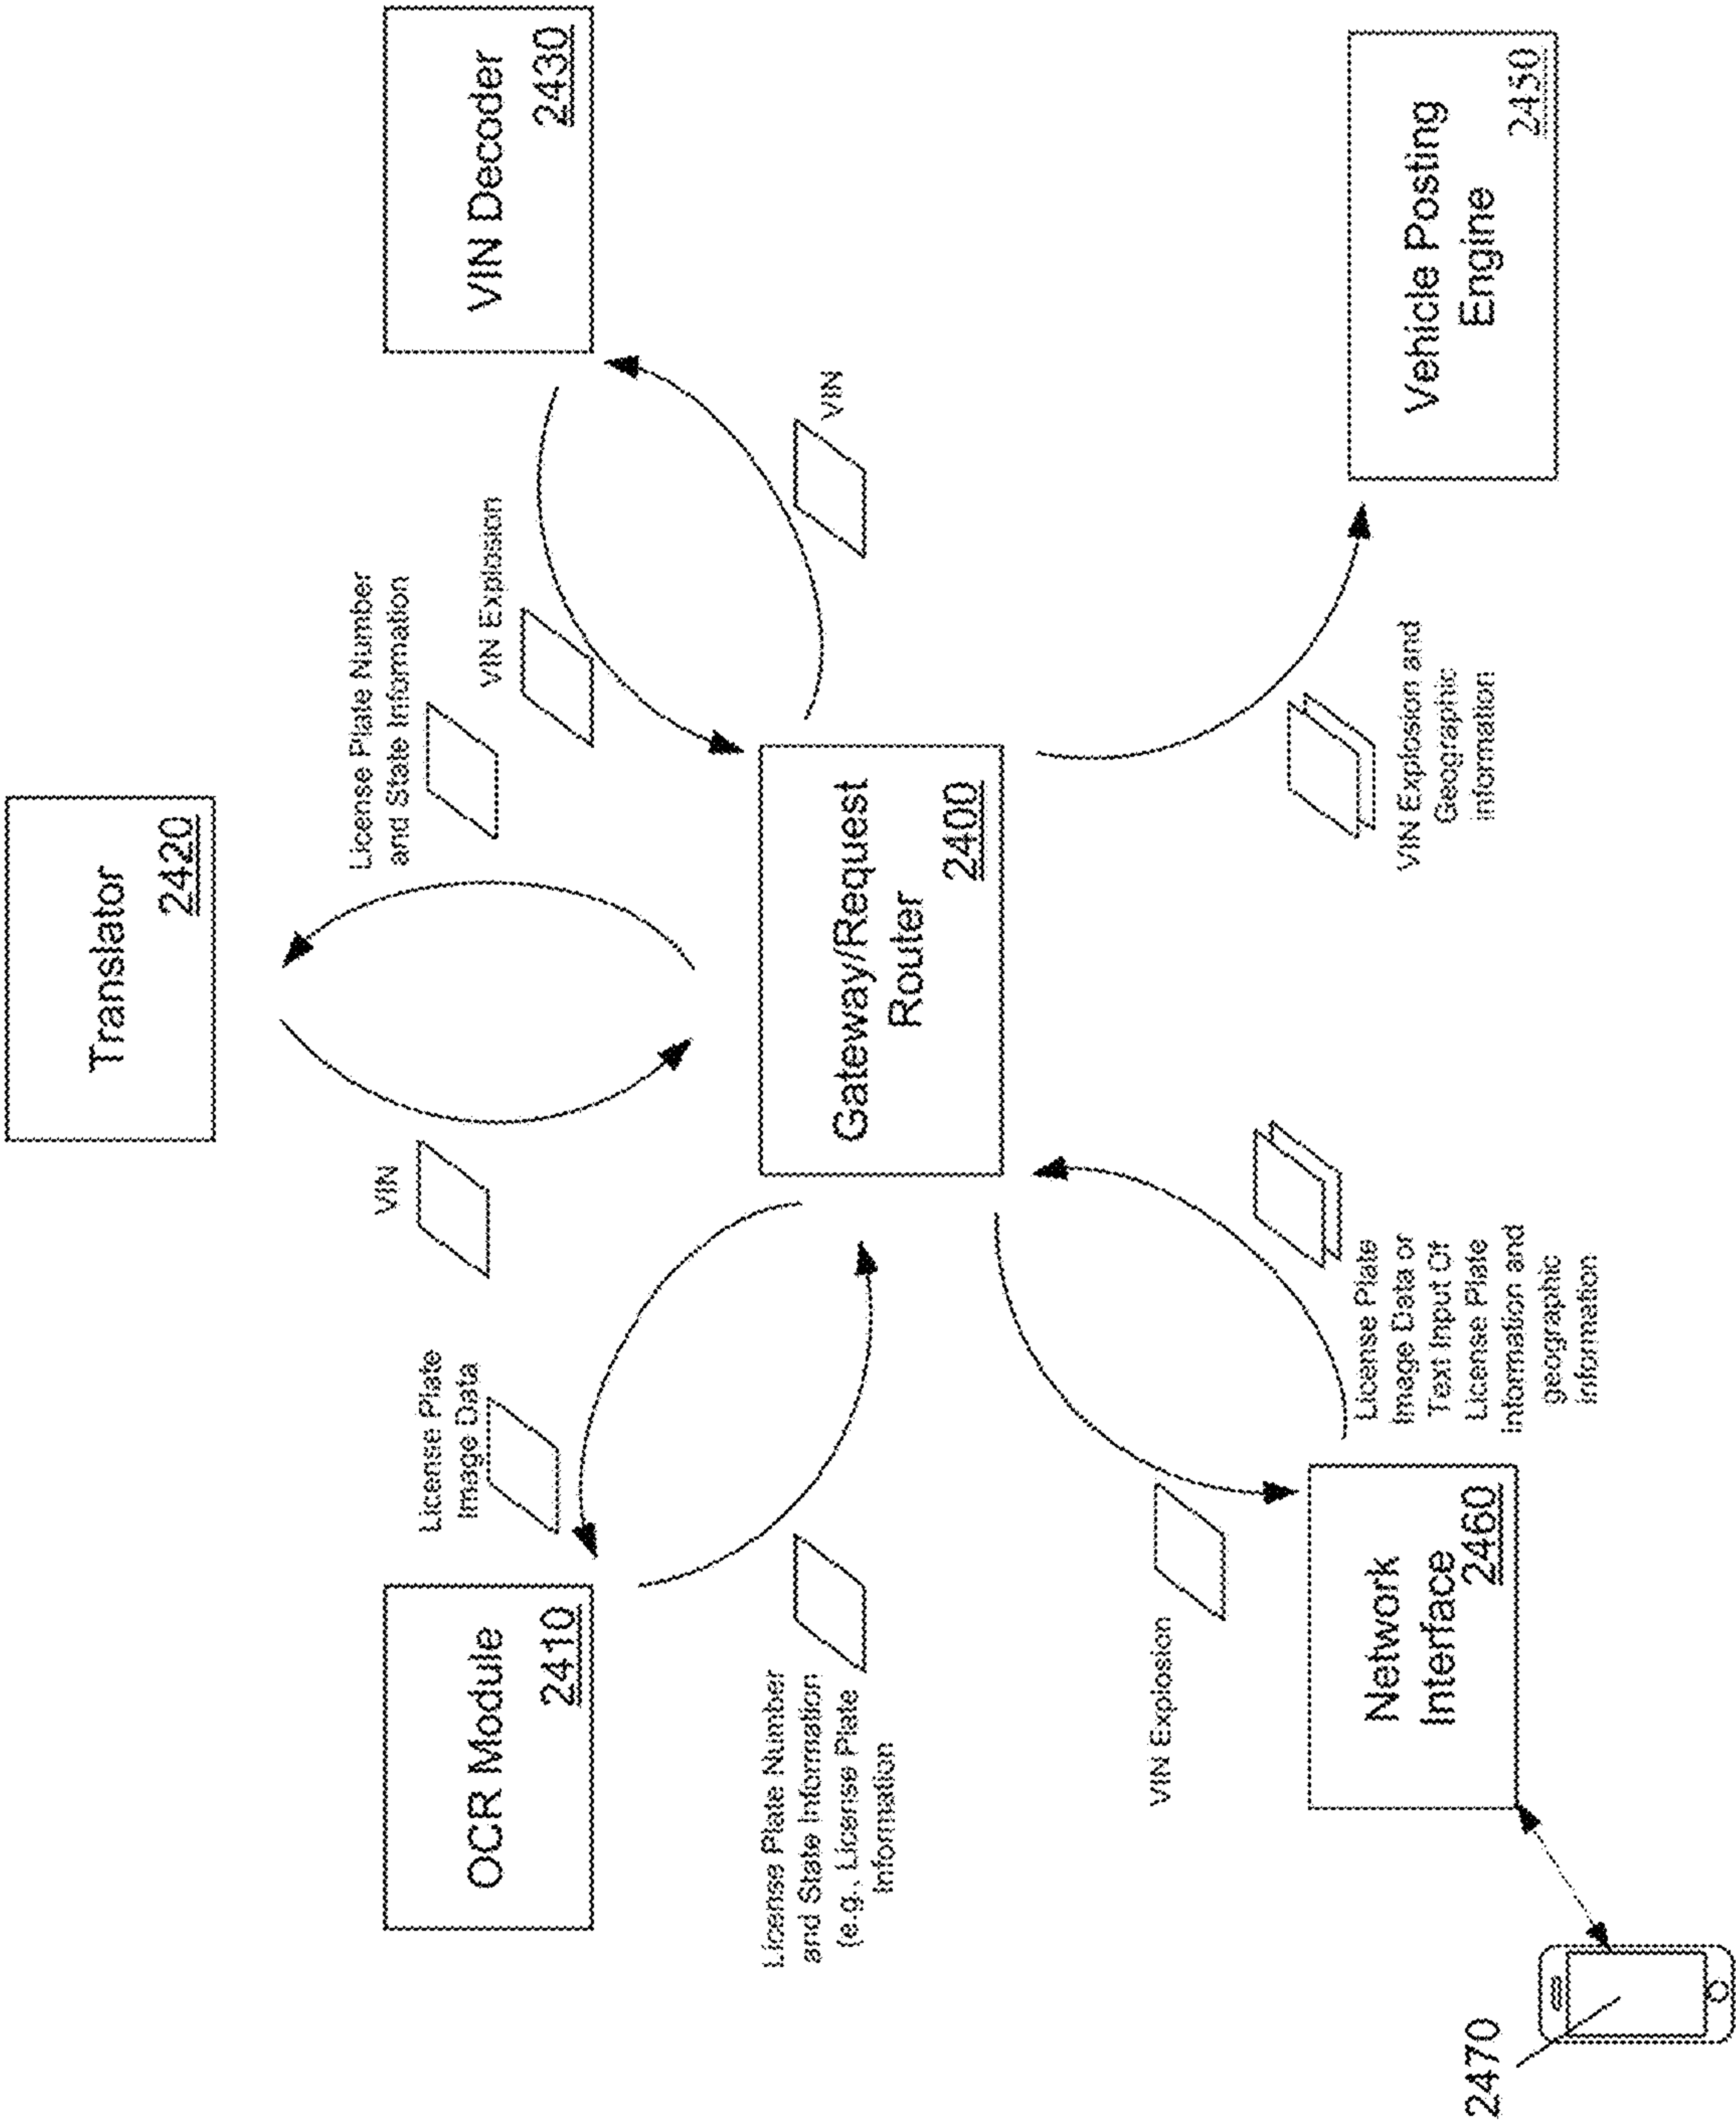 Translator
2420
VIN
License Plate Number
and State Information
License Plate
Image Data
VIN Explosion
OCR Module
2410
VIN Decoder
2430
License Plate Number
and State Information
(e.g., License Plate
Information
VIN
Gateway/Request
Router
2400
VIN Explosion
License Plate
Image Data or
Text Input Of
License Plate
Information and
geographic
Information
VIN Explosion and
Geographic
Information
Network
Interface
2460
Vehicle Posting
Engine
2450
2470